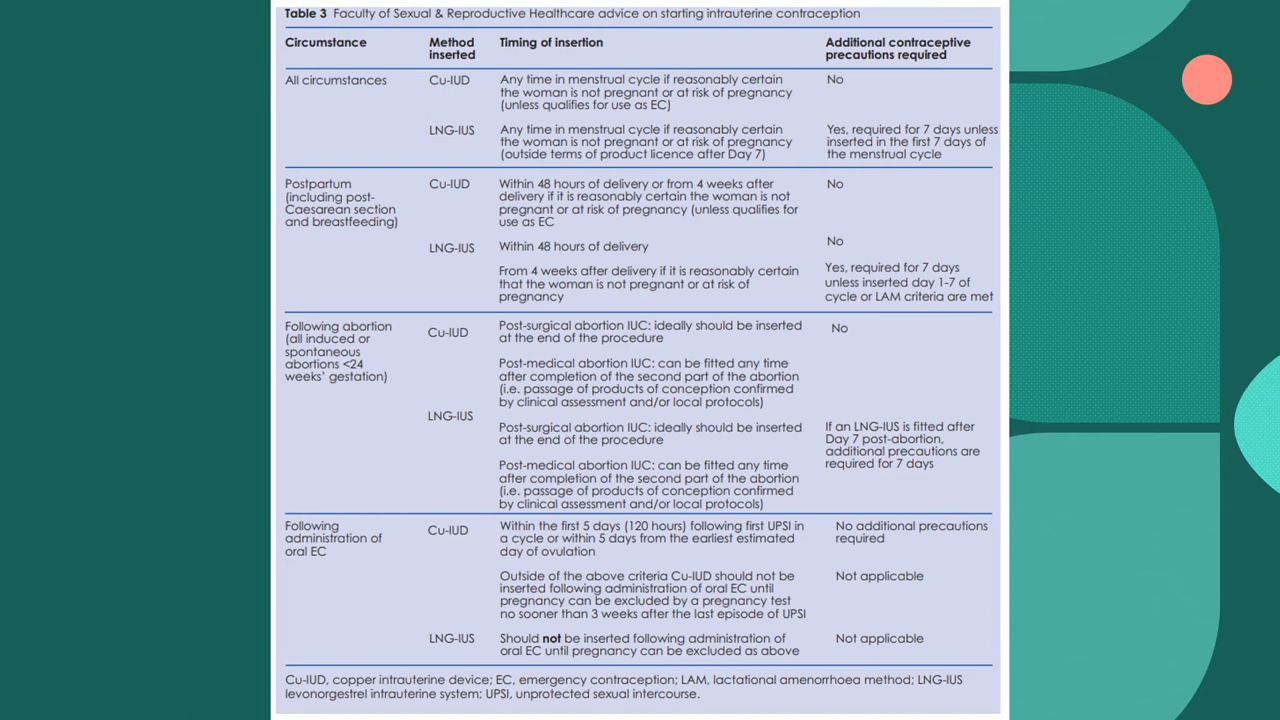 Table 3 Faculty of Sexual & Reproductive Healthcare advice on starting intrauterine contraception
Circumstance
Method
inserted
Timing of insertion
Additional contraceptive
precautions required
All circumstances
Cu-IUD
Any time in menstrual cycle if reasonably certain
the woman is not pregnant or at risk of pregnancy
(unless qualifies for use as EC)
No
LNG-IUS
Any time in menstrual cycle if reasonably certain
the woman is not pregnant or at risk of pregnancy
(outside terms of product licence after Day 7)
Yes, required for 7 days unless
inserted in the first 7 days of
the menstrual cycle
Postpartum
(including post-
Caesarean section
and breastfeeding)
Cu-IUD
Within 48 hours of delivery or from 4 weeks after
delivery if it is reasonably certain the woman is not
pregnant or at risk of pregnancy (unless qualifies for
use as EC
No
LNG-IUS
Within 48 hours of delivery
No
From 4 weeks after delivery if it is reasonably certain
that the woman is not pregnant or at risk of
pregnancy
Yes, required for 7 days
unless inserted day 1-7 of
cycle or LAM criteria are met
Following abortion
(all induced or
spontaneous
abortions <24
weeks' gestation)
Cu-IUD
Post-surgical abortion IUC: ideally should be inserted
at the end of the procedure
No
Post-medical abortion IUC: can be fitted any time
after completion of the second part of the abortion
(i.e. passage of products of conception confirmed
by clinical assessment and/or local protocols)
LNG-IUS
Post-surgical abortion IUC: ideally should be inserted
at the end of the procedure
If an LNG-IUS is fitted after
Day 7 post-abortion,
additional precautions are
required for 7 days
Post-medical abortion IUC: can be fitted any time
after completion of the second part of the abortion
(i.e. passage of products of conception confirmed
by clinical assessment and/or local protocols)
Following
administration of
oral EC
Cu-IUD
Within the first 5 days (120 hours) following first UPSI in
a cycle or within 5 days from the earliest estimated
day of ovulation
No additional precautions
required
Outside of the above criteria Cu-IUD should not be
inserted following administration of oral EC until
pregnancy can be excluded by a pregnancy test
no sooner than 3 weeks after the last episode of UPSI
Not applicable
LNG-IUS
Should not be inserted following administration of
oral EC until pregnancy can be excluded as above
Not applicable
Cu-IUD, copper intrauterine device; EC, emergency contraception; LAM, lactational amenorrhoea method; LNG-IUS
levonorgestrel intrauterine system; UPSI, unprotected sexual intercourse.